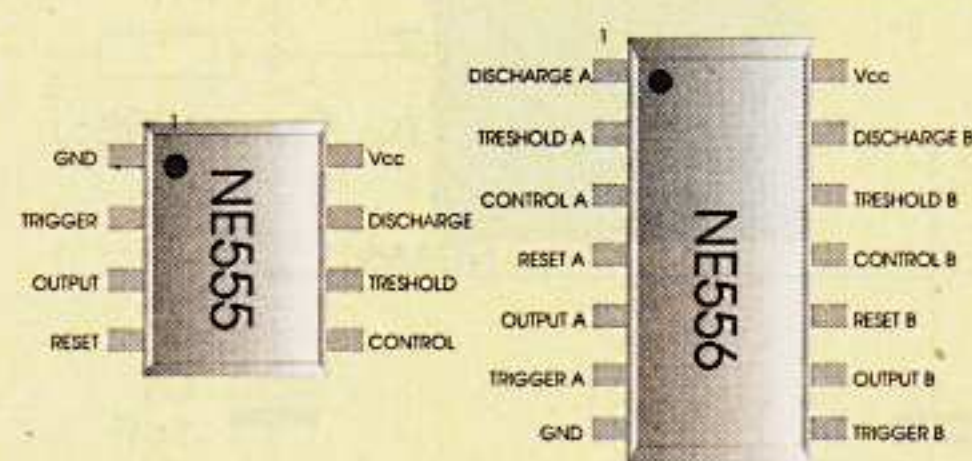 1
GND
TRIGGER
OUTPUT
RESET
NE555
Vcc
DISCHARGE
TRESHOLD
CONTROL
1
DISCHARGE A
TRESHOLD A
CONTROL A
RESET A
OUTPUT A
TRIGGER A
GND
NE556
Vcc
DISCHARGE B
TRESHOLD B
CONTROL B
RESET B
OUTPUT B
TRIGGER B